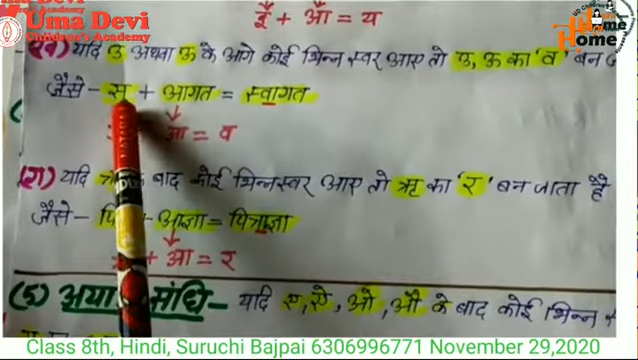 Uma Devi
Children's Academy
Home
ई + आ = य
(ख) यदि उ अथवा ऊ के आगे कोई भिन्न स्वर आए तो उ, ऊ का 'व' बन
जैसे - सु + आगत = स्वागत
आ = व
(ग) यदि के बाद कोई भिन्न स्वर आए तो ऋ का 'र' बन जाता है
जैसे - + आज्ञा = पित्राज्ञा
+ आ = र
(5) संधि - यदि ए, ऐ, ओ, औ के बाद कोई भिन्न
Class 8th, Hindi, Suruchi Bajpai 6306996771 November 29,2020